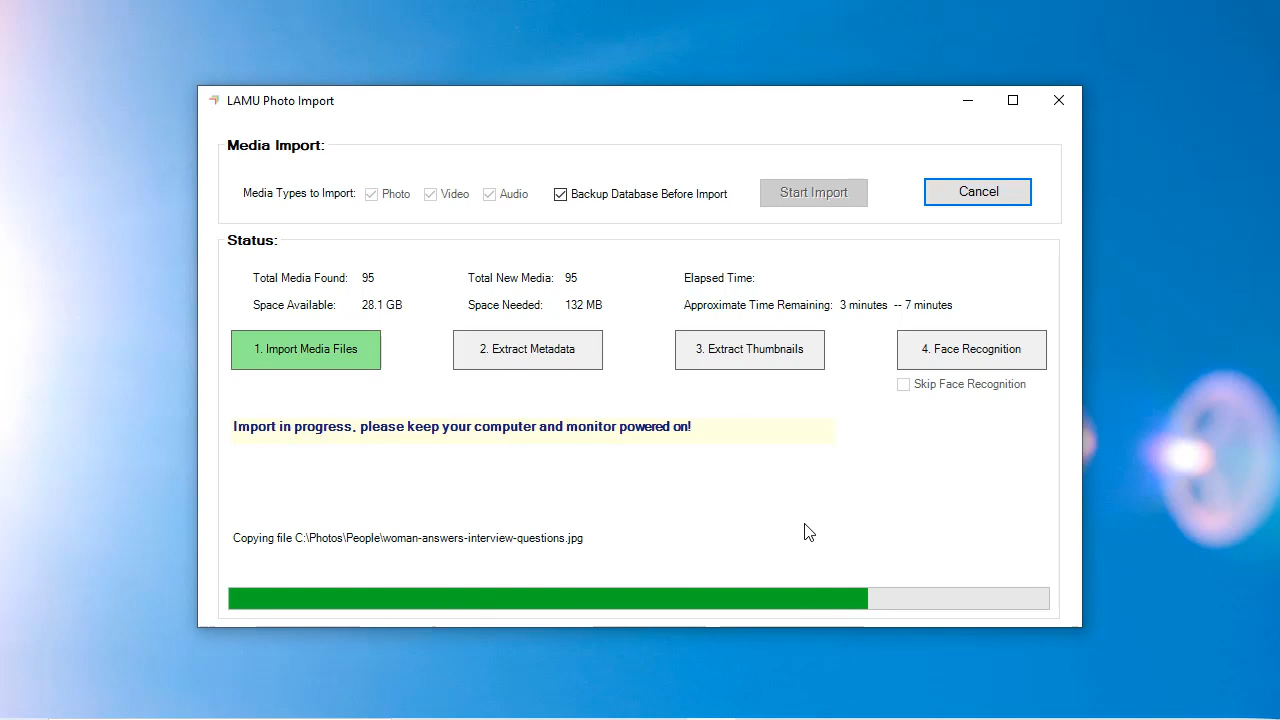 LAMU Photo Import
Media Import:
Media Types to Import: Photo Video Audio Backup Database Before Import Start Import Cancel
Status:
Total Media Found: 95 Total New Media: 95 Elapsed Time:
Space Available: 28.1 GB Space Needed: 132 MB Approximate Time Remaining: 3 minutes -- 7 minutes
1. Import Media Files 2. Extract Metadata 3. Extract Thumbnails 4. Face Recognition
Skip Face Recognition
Import in progress, please keep your computer and monitor powered on!
Copying file C:\Photos\People\woman-answers-interview-questions.jpg